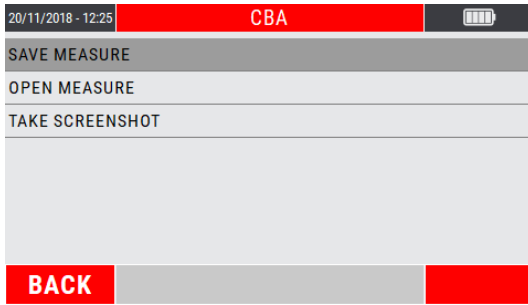 20/11/2018 - 12:25
CBA
SAVE MEASURE
OPEN MEASURE
TAKE SCREENSHOT
BACK